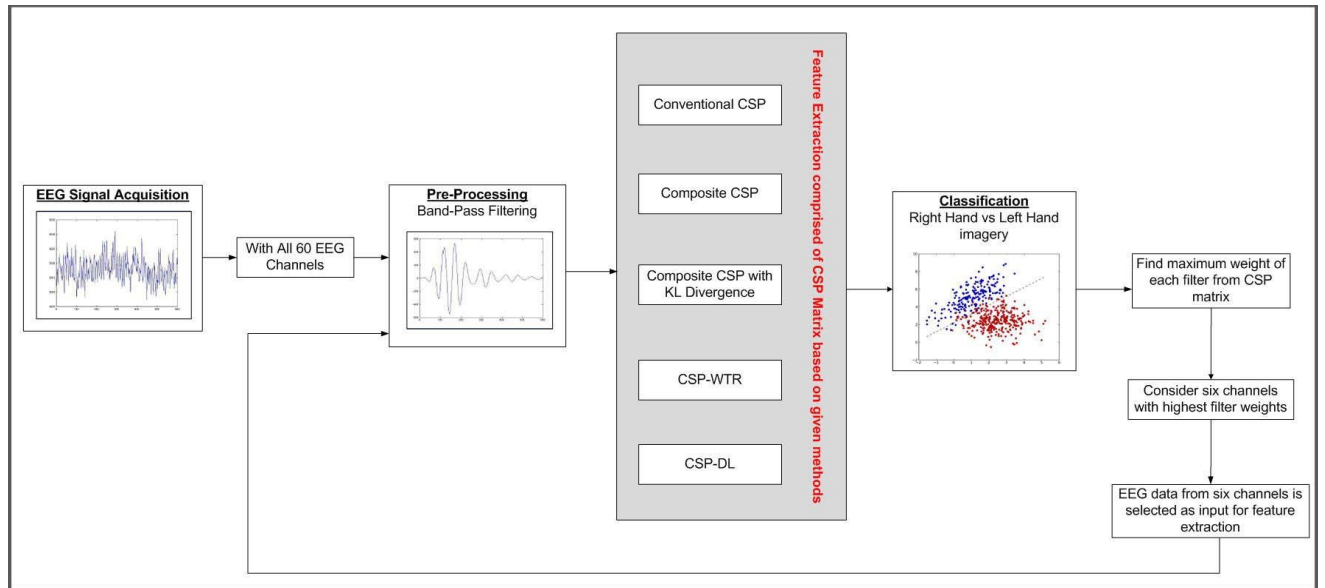 EEG Signal Acquisition
With All 60 EEG
Channels
Pre-Processing
Band-Pass Filtering
Conventional CSP
Composite CSP
Composite CSP with
KL Divergence
CSP-WTR
CSP-DL
Feature Extraction comprised of CSP Matrix based on given methods
Classification
Right Hand vs Left Hand
imagery
Find maximum weight of
each filter from CSP
matrix
Consider six channels
with highest filter weights
EEG data from six channels is
selected as input for feature
extraction